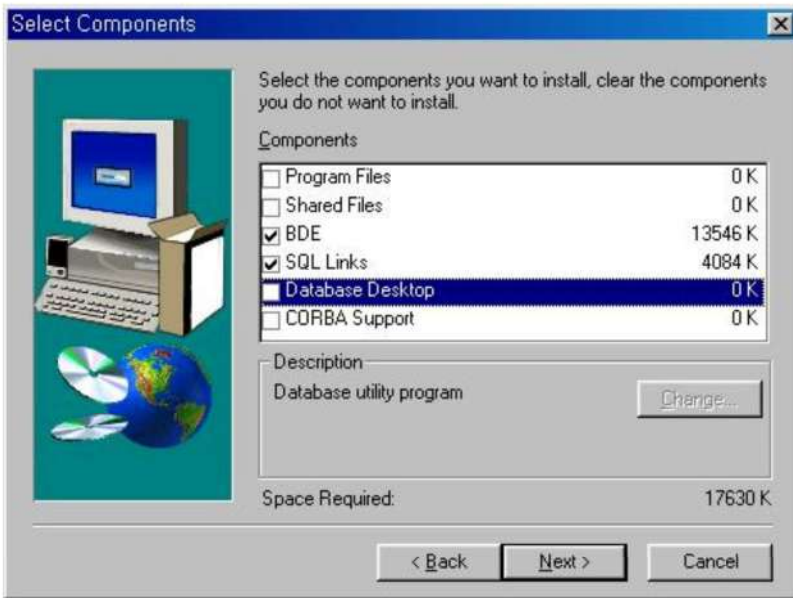 Select Components
Select the components you want to install, clear the components
you do not want to install.
Components
Program Files 0 K
Shared Files 0 K
BDE 13546 K
SQL Links 4084 K
Database Desktop 0 K
CORBA Support 0 K
Description
Database utility program
Change...
Space Required: 17630 K
< Back Next > Cancel